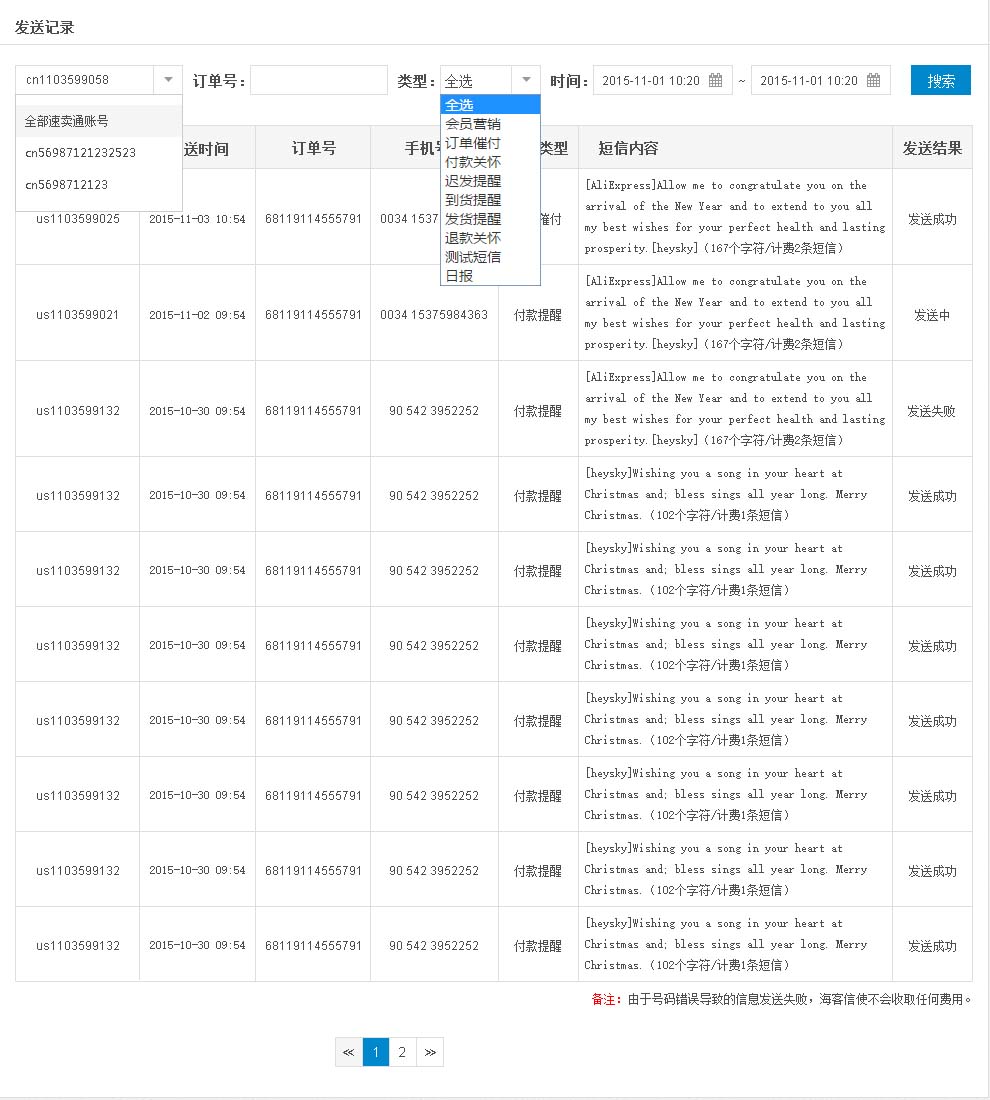 发送记录
cn1103599058 订单号： 类型：全选 时间：2015-11-01 10:20 ~ 2015-11-01 10:20 搜索
全部速卖通账号
cn56987121232523
cn5698712123
全选
会员营销
订单催付
付款关怀
迟发提醒
到货提醒
发货提醒
退款关怀
测试短信
日报
送时间 订单号 手机 类型 短信内容 发送结果
us1103599025 2015-11-03 10:54 68119114555791 0034 1537 催付
[AliExpress]Allow me to congratulate you on the
arrival of the New Year and to extend to you all
my best wishes for your perfect health and lasting
prosperity.[heysky]（167个字符/计费2条短信）
发送成功
us1103599021 2015-11-02 09:54 68119114555791 0034 15375984363 付款提醒
[AliExpress]Allow me to congratulate you on the
arrival of the New Year and to extend to you all
my best wishes for your perfect health and lasting
prosperity.[heysky]（167个字符/计费2条短信）
发送中
us1103599132 2015-10-30 09:54 68119114555791 90 542 3952252 付款提醒
[AliExpress]Allow me to congratulate you on the
arrival of the New Year and to extend to you all
my best wishes for your perfect health and lasting
prosperity.[heysky]（167个字符/计费2条短信）
发送失败
us1103599132 2015-10-30 09:54 68119114555791 90 542 3952252 付款提醒
[heysky]Wishing you a song in your heart at
Christmas and; bless sings all year long. Merry
Christmas.（102个字符/计费1条短信）
发送成功
us1103599132 2015-10-30 09:54 68119114555791 90 542 3952252 付款提醒
[heysky]Wishing you a song in your heart at
Christmas and; bless sings all year long. Merry
Christmas.（102个字符/计费1条短信）
发送成功
us1103599132 2015-10-30 09:54 68119114555791 90 542 3952252 付款提醒
[heysky]Wishing you a song in your heart at
Christmas and; bless sings all year long. Merry
Christmas.（102个字符/计费1条短信）
发送成功
us1103599132 2015-10-30 09:54 68119114555791 90 542 3952252 付款提醒
[heysky]Wishing you a song in your heart at
Christmas and; bless sings all year long. Merry
Christmas.（102个字符/计费1条短信）
发送成功
us1103599132 2015-10-30 09:54 68119114555791 90 542 3952252 付款提醒
[heysky]Wishing you a song in your heart at
Christmas and; bless sings all year long. Merry
Christmas.（102个字符/计费1条短信）
发送成功
us1103599132 2015-10-30 09:54 68119114555791 90 542 3952252 付款提醒
[heysky]Wishing you a song in your heart at
Christmas and; bless sings all year long. Merry
Christmas.（102个字符/计费1条短信）
发送成功
us1103599132 2015-10-30 09:54 68119114555791 90 542 3952252 付款提醒
[heysky]Wishing you a song in your heart at
Christmas and; bless sings all year long. Merry
Christmas.（102个字符/计费1条短信）
发送成功
备注：由于号码错误导致的信息发送失败，海客信使不会收取任何费用。
≪ 1 2 ≫